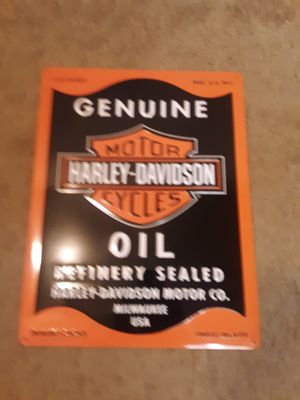 GENUINE
MOTOR
HARLEY-DAVIDSON
CYCLES
OIL
REFINERY SEALED
HARLEY-DAVIDSON MOTOR CO.
MILWAUKEE
USA